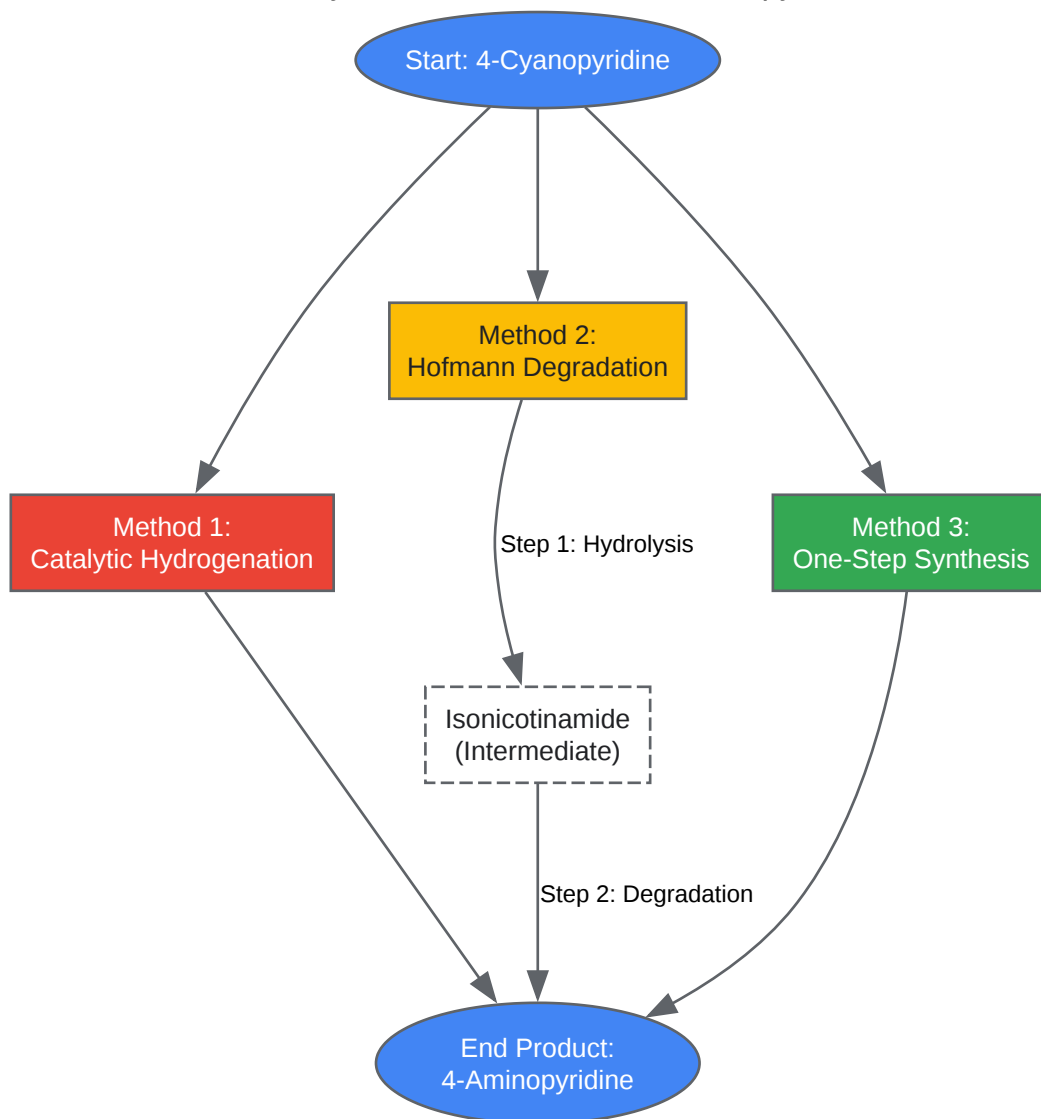 Start: 4-Cyanopyridine
Method 2:
Hofmann Degradation
Method 1:
Catalytic Hydrogenation
Step 1: Hydrolysis
Method 3:
One-Step Synthesis
Isonicotinamide
(Intermediate)
Step 2: Degradation
End Product:
4-Aminopyridine